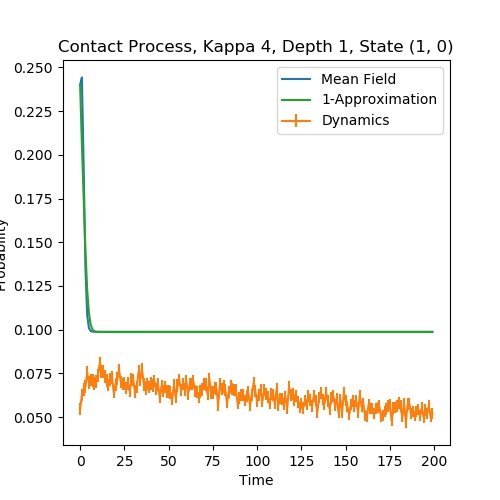 Contact Process, Kappa 4, Depth 1, State (1, 0)
0.250
0.225
0.200
0.175
0.150
0.125
0.100
0.075
0.050
Probability
Mean Field
1-Approximation
Dynamics
0 25 50 75 100 125 150 175 200
Time